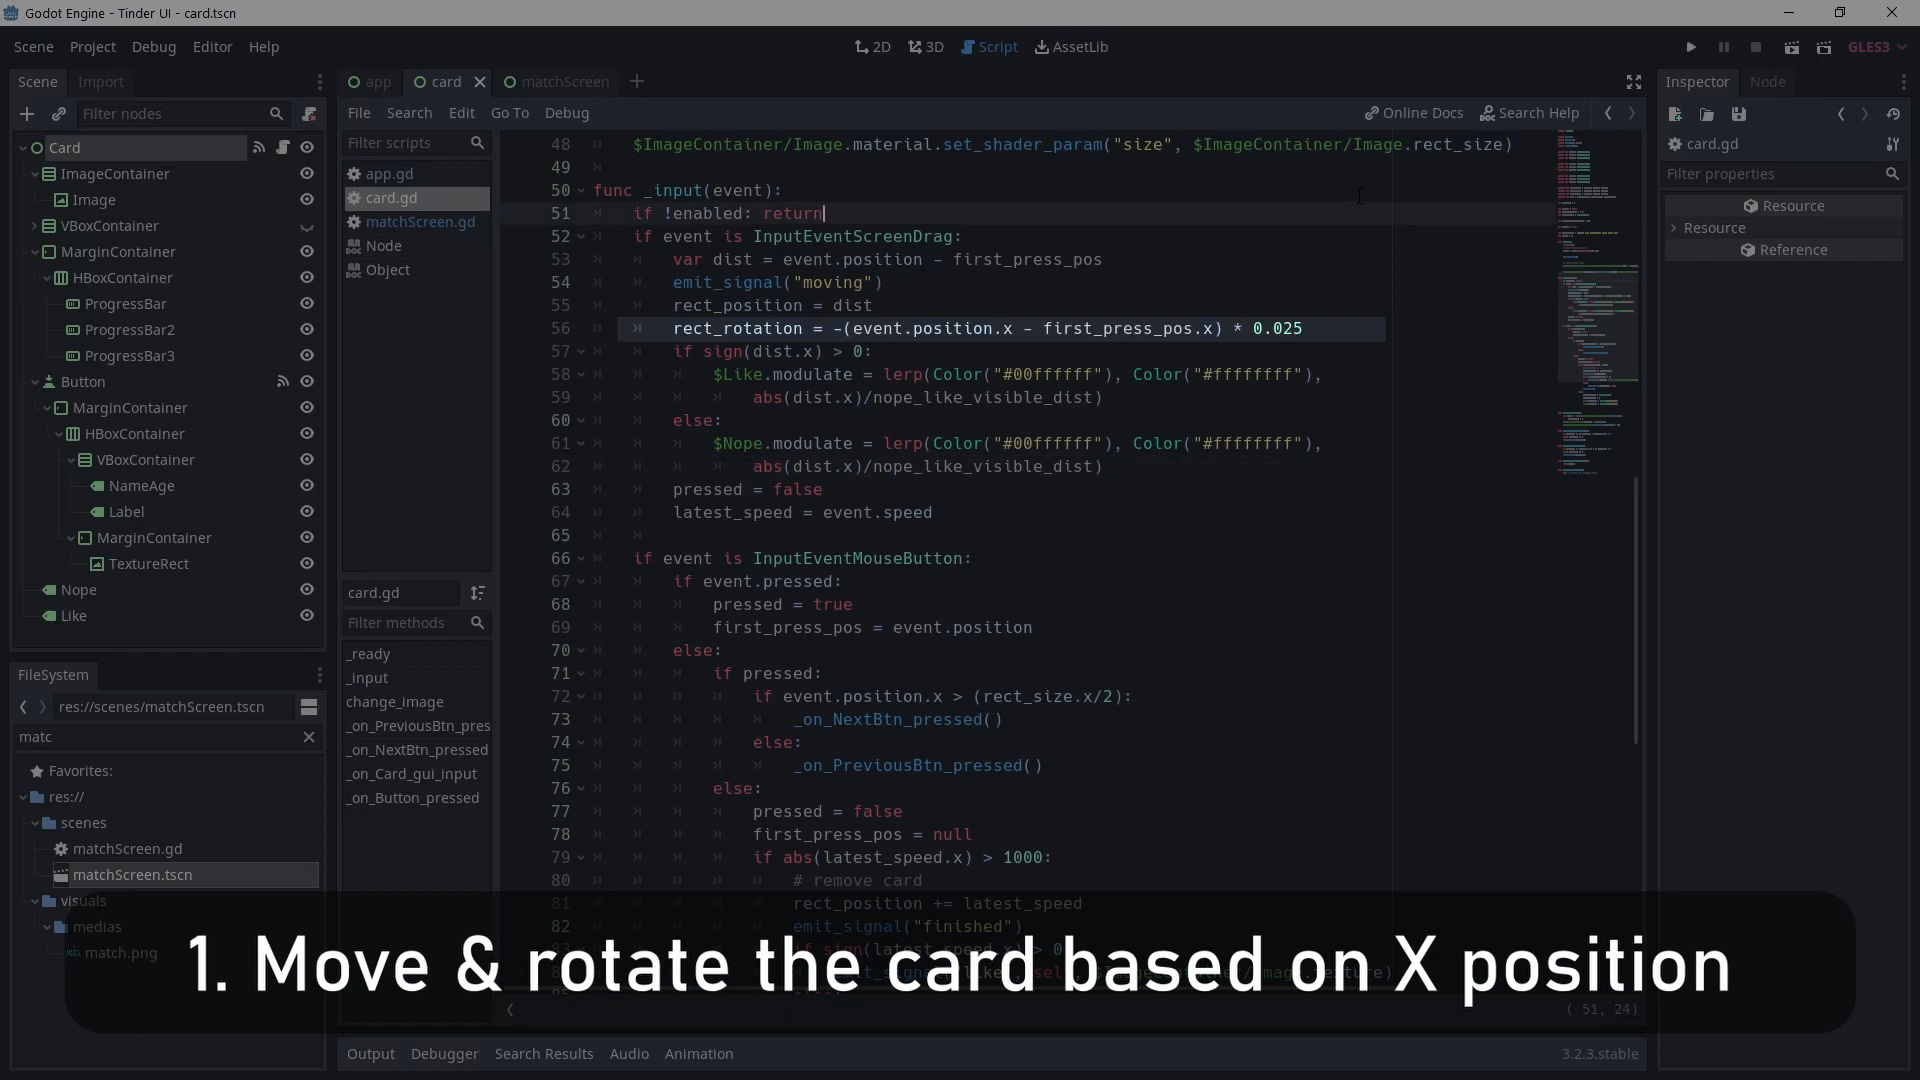 Godot Engine - Tinder UI - card.tscn
Scene Project Debug Editor Help
2D 3D Script AssetLib
GLES3
Scene Import
app card matchScreen
Inspector Node
Filter nodes
File Search Edit Go To Debug
Online Docs Search Help
Card
ImageContainer
Image
VBoxContainer
MarginContainer
HBoxContainer
ProgressBar
ProgressBar2
ProgressBar3
Button
MarginContainer
HBoxContainer
VBoxContainer
NameAge
Label
MarginContainer
TextureRect
Nope
Like
FileSystem
res://scenes/matchScreen.tscn
matc
Favorites:
res://
scenes
matchScreen.gd
matchScreen.tscn
visuals
medias
match.png
Filter scripts
app.gd
card.gd
matchScreen.gd
Node
Object
card.gd
Filter methods
_ready
_input
change_image
_on_PreviousBtn_pres
_on_NextBtn_pressed
_on_Card_gui_input
_on_Button_pressed
48 $ImageContainer/Image.material.set_shader_param("size", $ImageContainer/Image.rect_size)
49
50 func _input(event):
51 if !enabled: return
52 if event is InputEventScreenDrag:
53 var dist = event.position - first_press_pos
54 emit_signal("moving")
55 rect_position = dist
56 rect_rotation = -(event.position.x - first_press_pos.x) * 0.025
57 if sign(dist.x) > 0:
58 $Like.modulate = lerp(Color("#00ffffff"), Color("#ffffffff"),
59 abs(dist.x)/nope_like_visible_dist)
60 else:
61 $Nope.modulate = lerp(Color("#00ffffff"), Color("#ffffffff"),
62 abs(dist.x)/nope_like_visible_dist)
63 pressed = false
64 latest_speed = event.speed
65
66 if event is InputEventMouseButton:
67 if event.pressed:
68 pressed = true
69 first_press_pos = event.position
70 else:
71 if pressed:
72 if event.position.x > (rect_size.x/2):
73 _on_NextBtn_pressed()
74 else:
75 _on_PreviousBtn_pressed()
76 else:
77 pressed = false
78 first_press_pos = null
79 if abs(latest_speed.x) > 1000:
80 # remove card
81 rect_position += latest_speed
82 emit_signal("finished")
1. Move & rotate the card based on X position
( 51, 24)
Output Debugger Search Results Audio Animation
3.2.3.stable
card.gd
Filter properties
Resource
Resource
Reference